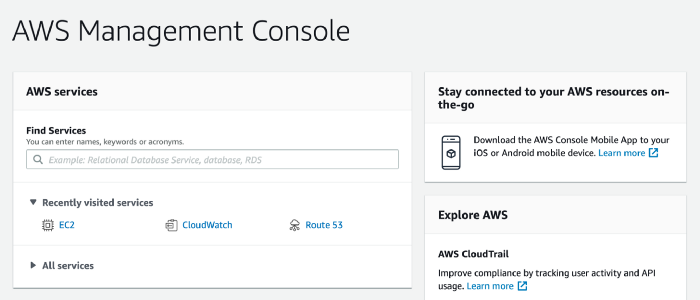 AWS Management Console
AWS services
Find Services
You can enter names, keywords or acronyms.
Example: Relational Database Service, database, RDS
Recently visited services
EC2
CloudWatch
Route 53
All services
Stay connected to your AWS resources on-
the-go
Download the AWS Console Mobile App to your
iOS or Android mobile device. Learn more
Explore AWS
AWS CloudTrail
Improve compliance by tracking user activity and API
usage. Learn more